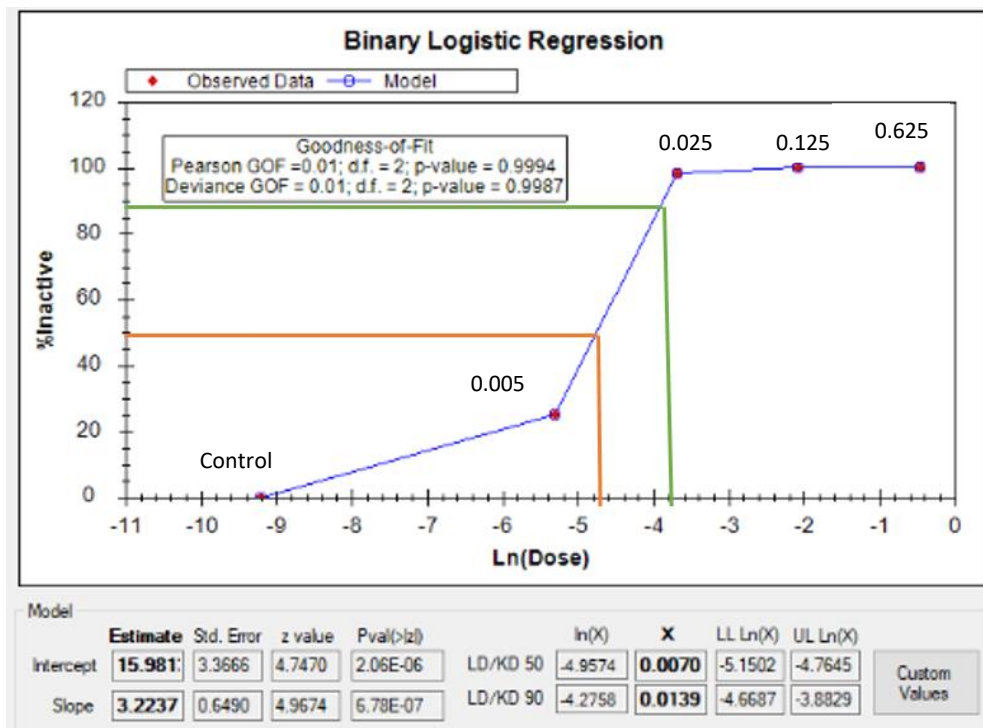 Binary Logistic Regression
Observed Data Model
120
100
80
60
40
20
0
%Inactive
Goodness-of-Fit
Pearson GOF =0.01; d.f. = 2; p-value = 0.9994
Deviance GOF = 0.01; d.f. = 2; p-value = 0.9987
0.025
0.125
0.625
0.005
Control
-11 -10 -9 -8 -7 -6 -5 -4 -3 -2 -1 0
Ln(Dose)
Model
Estimate Std. Error z value Pval(>|z|) ln(X) X LL Ln(X) UL Ln(X)
Intercept 15.981 3.3666 4.7470 2.06E-06 LD/KD 50 -4.9574 0.0070 -5.1502 -4.7645
Slope 3.2237 0.6490 4.9674 6.78E-07 LD/KD 90 -4.2758 0.0139 -4.6687 -3.8829
Custom
Values